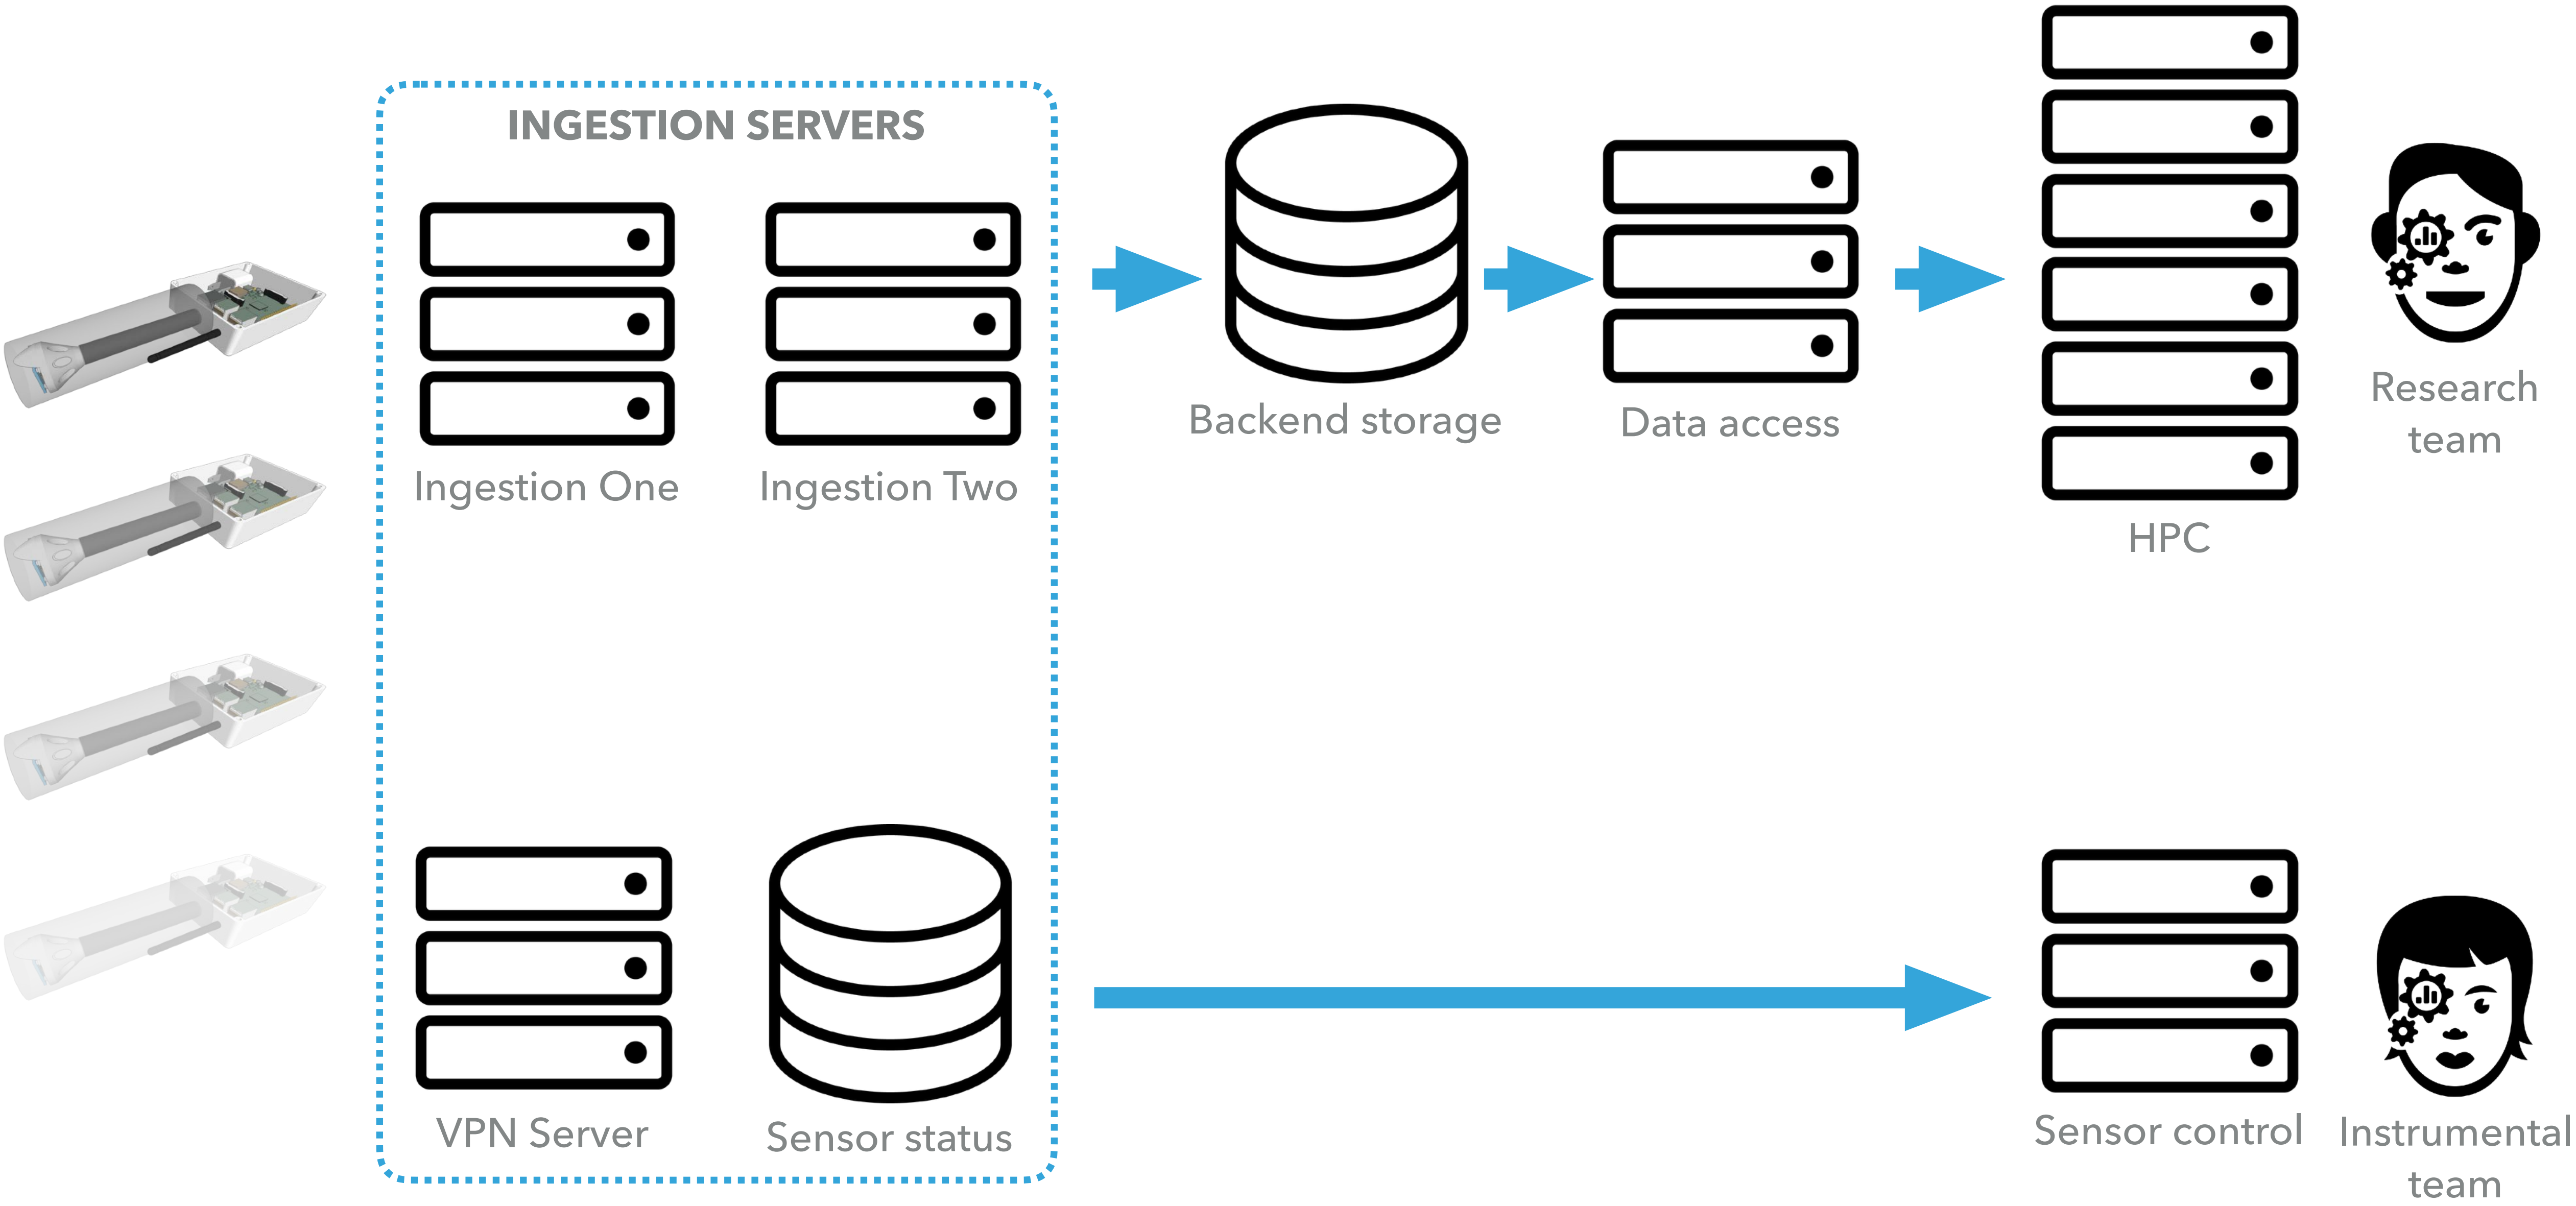 INGESTION SERVERS
Ingestion One
Ingestion Two
Backend storage
Data access
HPC
Research
team
VPN Server
Sensor status
Sensor control
Instrumental
team